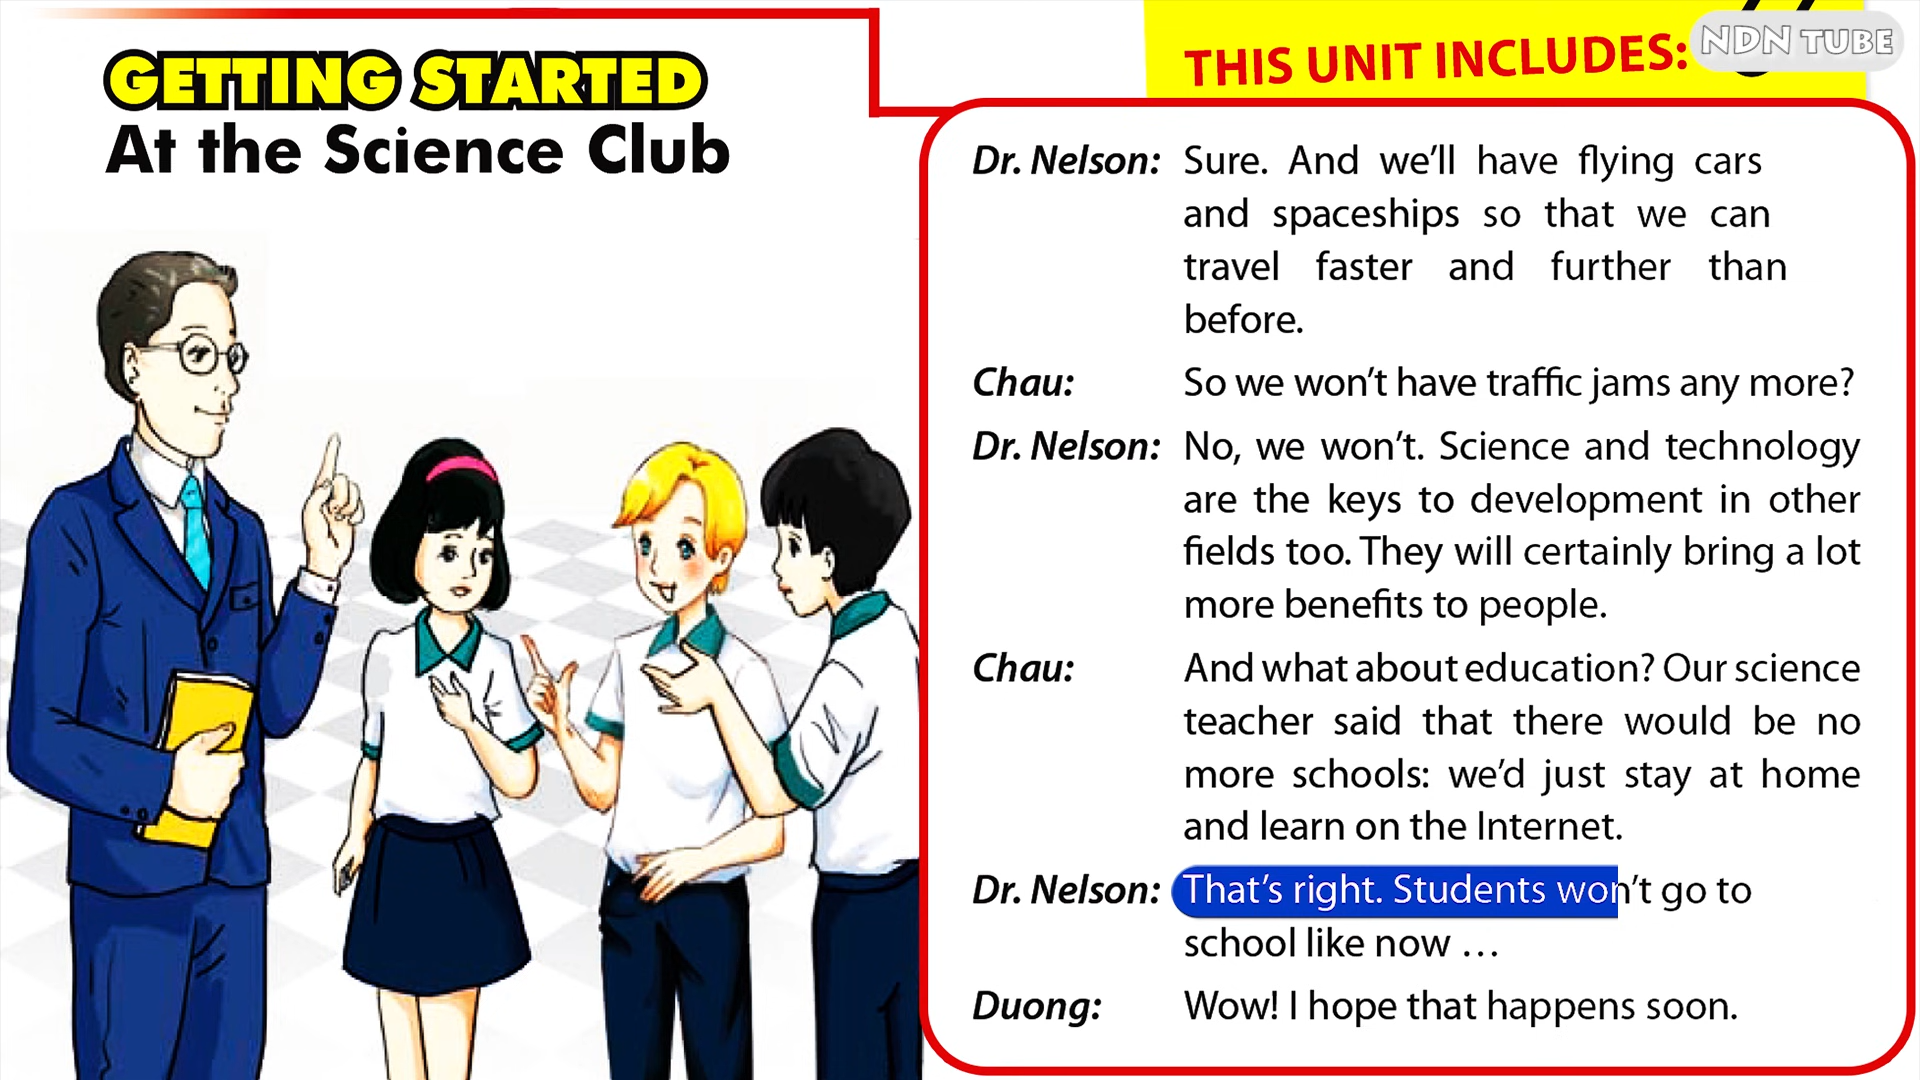 GETTING STARTED
At the Science Club
THIS UNIT INCLUDES:
NDN TUBE
Dr. Nelson: Sure. And we'll have flying cars
and spaceships so that we can
travel faster and further than
before.
Chau: So we won't have traffic jams any more?
Dr. Nelson: No, we won't. Science and technology
are the keys to development in other
fields too. They will certainly bring a lot
more benefits to people.
Chau: And what about education? Our science
teacher said that there would be no
more schools: we'd just stay at home
and learn on the Internet.
Dr. Nelson: That's right. Students won't go to
school like now …
Duong: Wow! I hope that happens soon.